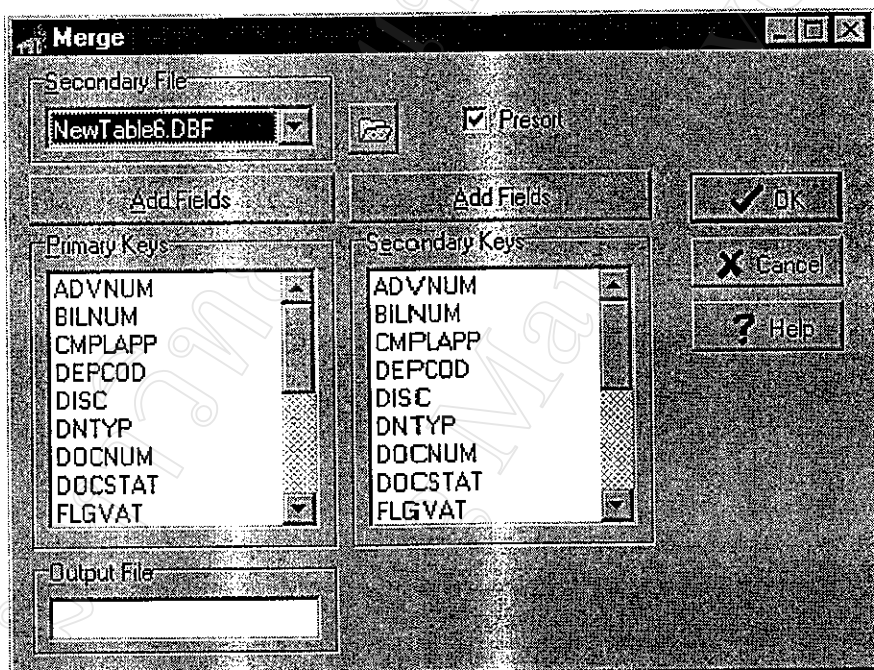 Merge
Secondary File
NewTable6.DBF
Presort
Add Fields
Add Fields
OK
Primary Keys
Secondary Keys
Cancel
ADVNUM
BILNUM
CMPLAPP
DEPCOD
DISC
DNTYP
DOCNUM
DOCSTAT
FLGVAT
ADVNUM
BILNUM
CMPLAPP
DEPCOD
DISC
DNTYP
DOCNUM
DOCSTAT
FLGVAT
Help
Output File